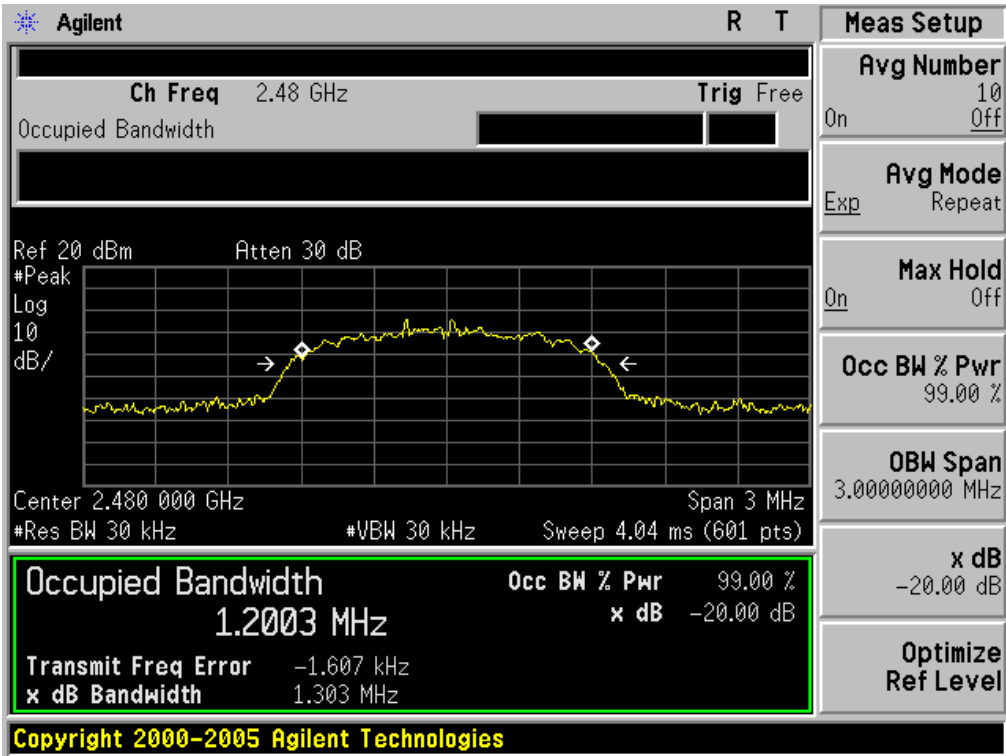 Agilent R T
Ch Freq 2.48 GHz Trig Free
Occupied Bandwidth
Ref 20 dBm Atten 30 dB
#Peak
Log
10
dB/
Center 2.480 000 GHz Span 3 MHz
#Res BW 30 kHz #VBW 30 kHz Sweep 4.04 ms (601 pts)
Occupied Bandwidth Occ BW % Pwr 99.00 %
1.2003 MHz x dB -20.00 dB
Transmit Freq Error -1.607 kHz
x dB Bandwidth 1.303 MHz
Copyright 2000-2005 Agilent Technologies
Meas Setup
Avg Number
10
On Off
Avg Mode
Exp Repeat
Max Hold
On Off
Occ BW % Pwr
99.00 %
OBW Span
3.00000000 MHz
x dB
-20.00 dB
Optimize
Ref Level